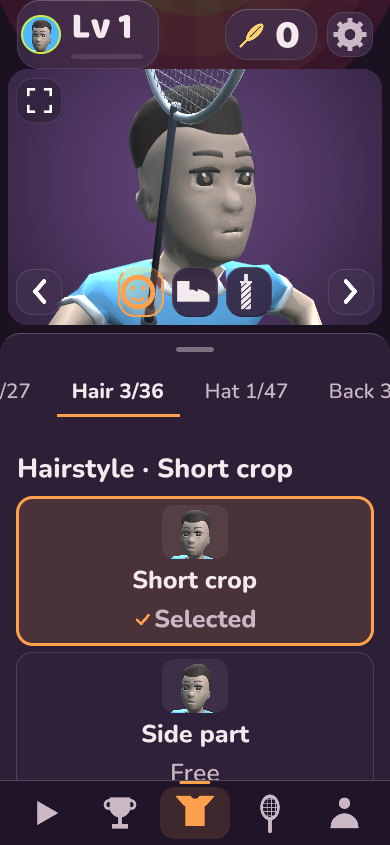 Lv 1
0
/27
Hair 3/36
Hat 1/47
Back 3
Hairstyle · Short crop
Short crop
Selected
Side part
Free